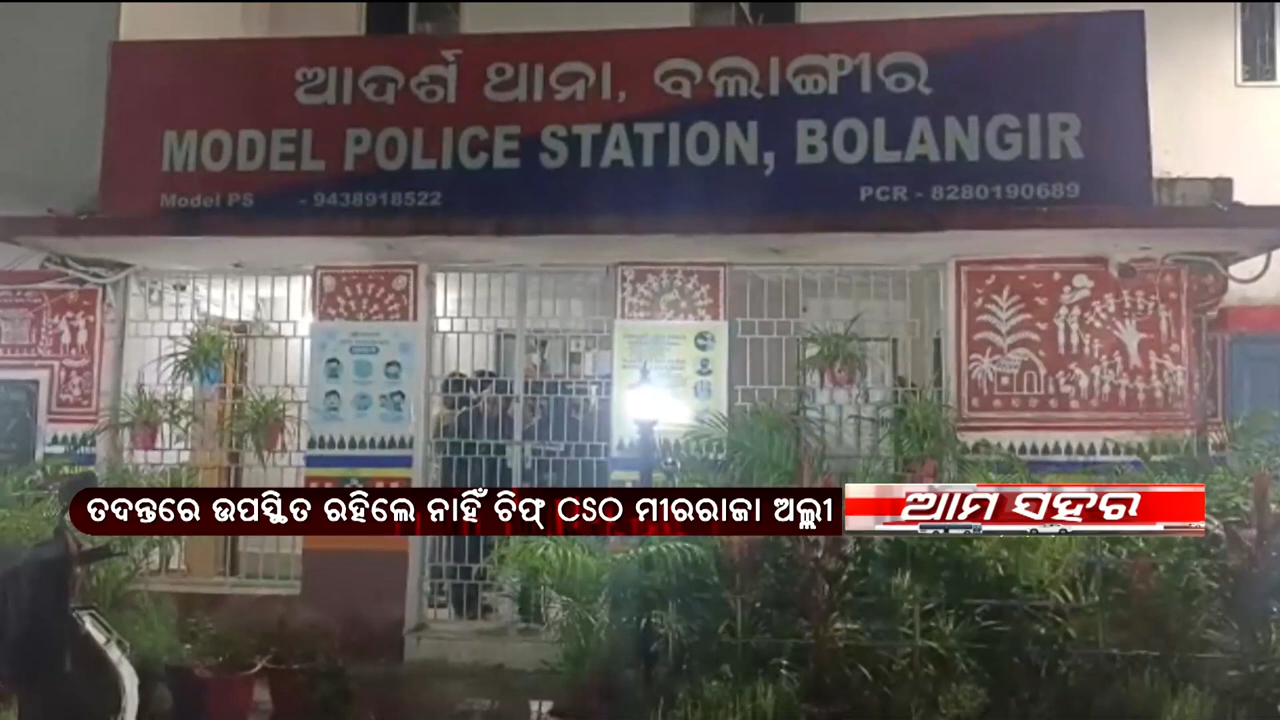 ଆଦର୍ଶ ଥାନା, ବଲାଙ୍ଗୀର
MODEL POLICE STATION, BOLANGIR
Model PS - 9438918522
PCR - 8280190689
ତଦନ୍ତରେ ଉପସ୍ଥିତ ରହିଲେ ନାହିଁ ଚିଫ୍ ମୀରରାଜା ଅଲ୍ଲୀ
ଆମ ସହର